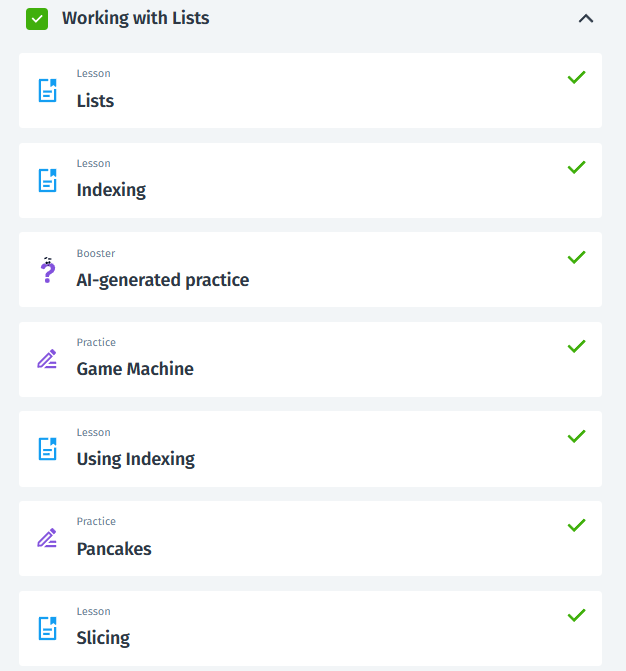 Working with Lists
Lesson
Lists
Lesson
Indexing
Booster
AI-generated practice
Practice
Game Machine
Lesson
Using Indexing
Practice
Pancakes
Lesson
Slicing